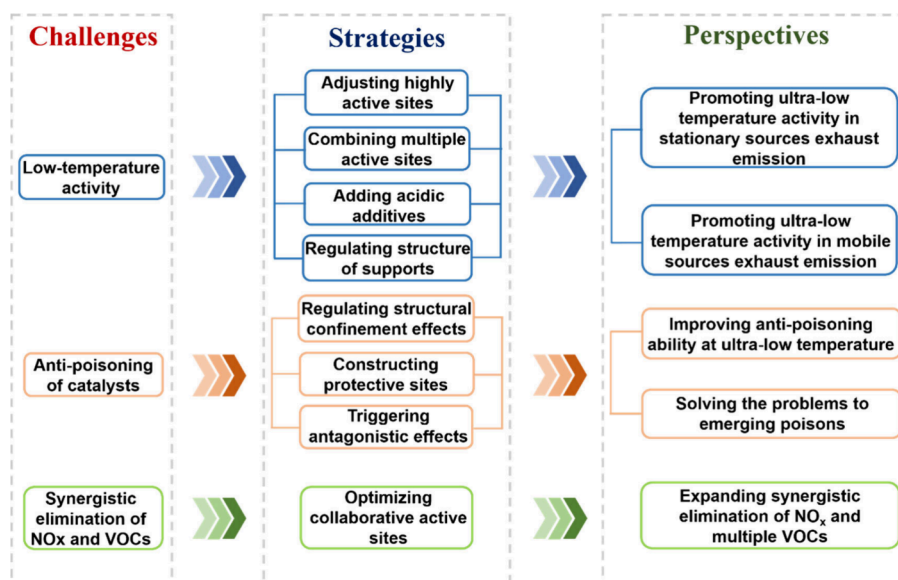 Challenges
Strategies
Perspectives
Low-temperature
activity
Adjusting highly
active sites
Combining multiple
active sites
Adding acidic
additives
Regulating structure
of supports
Promoting ultra-low
temperature activity in
stationary sources exhaust
emission
Promoting ultra-low
temperature activity in mobile
sources exhaust emission
Anti-poisoning
of catalysts
Regulating structural
confinement effects
Constructing
protective sites
Triggering
antagonistic effects
Improving anti-poisoning
ability at ultra-low temperature
Solving the problems to
emerging poisons
Synergistic
elimination of
NOx and VOCs
Optimizing
collaborative active
sites
Expanding synergistic
elimination of NOₓ and
multiple VOCs